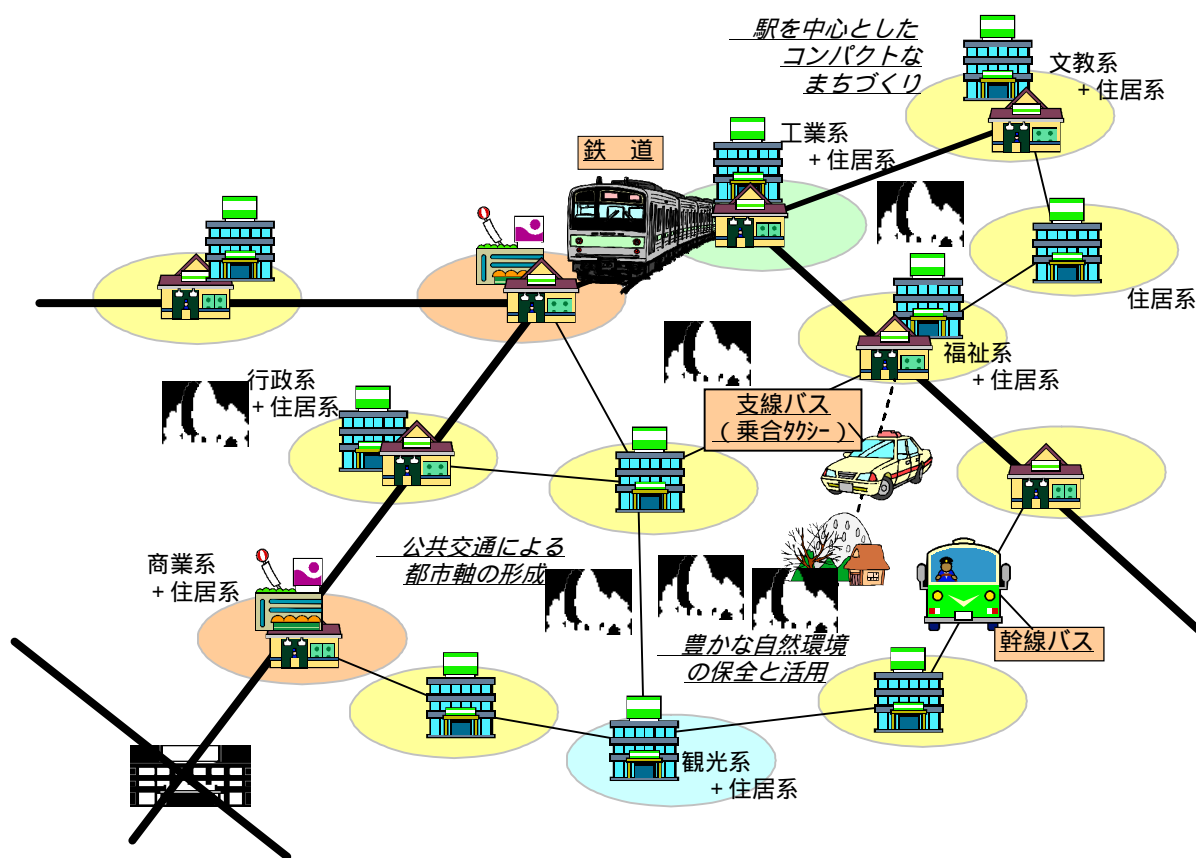 駅を中心とした
コンパクトな
まちづくり
文教系
+住居系
鉄 道
工業系
+住居系
住居系
福祉系
+住居系
行政系
+住居系
支線バス
(乗合タクシー)
公共交通による
都市軸の形成
商業系
+住居系
豊かな自然環境
の保全と活用
幹線バス
観光系
+住居系